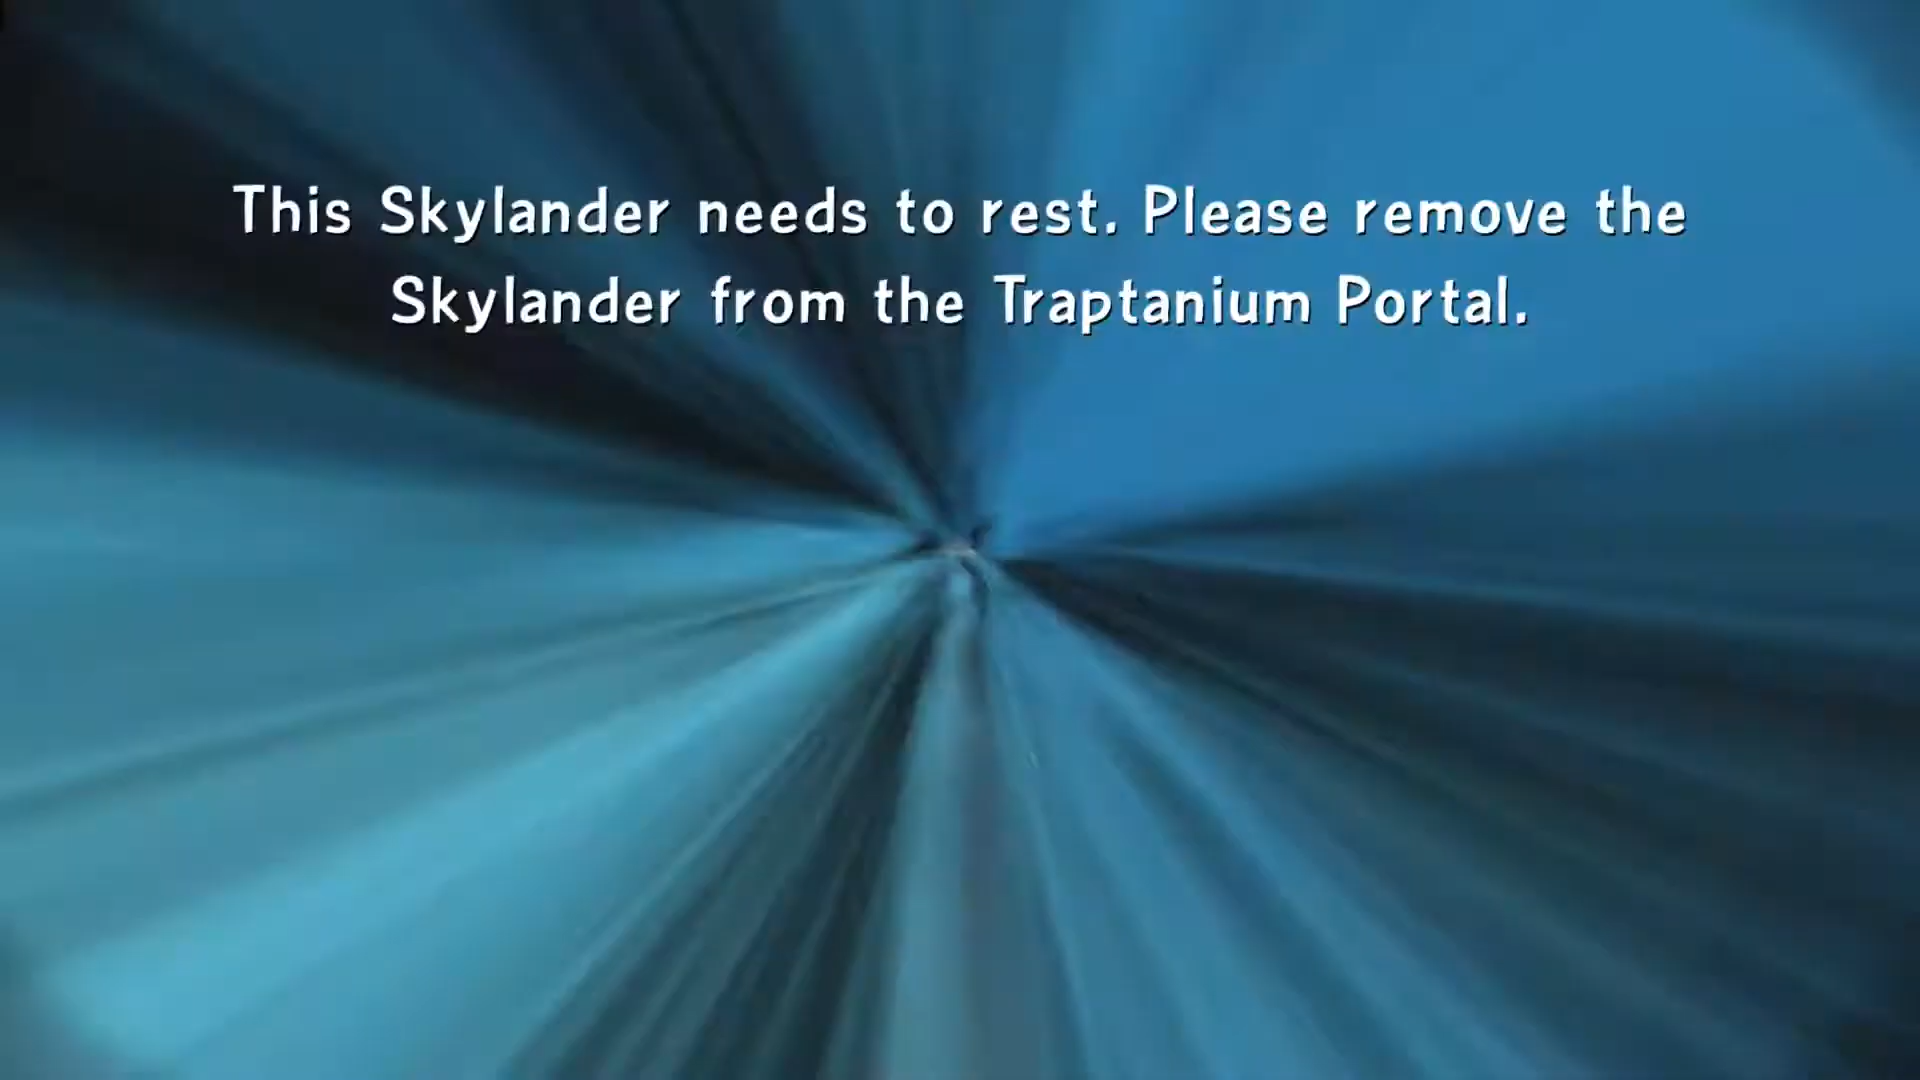 This Skylander needs to rest. Please remove the
Skylander from the Traptanium Portal.